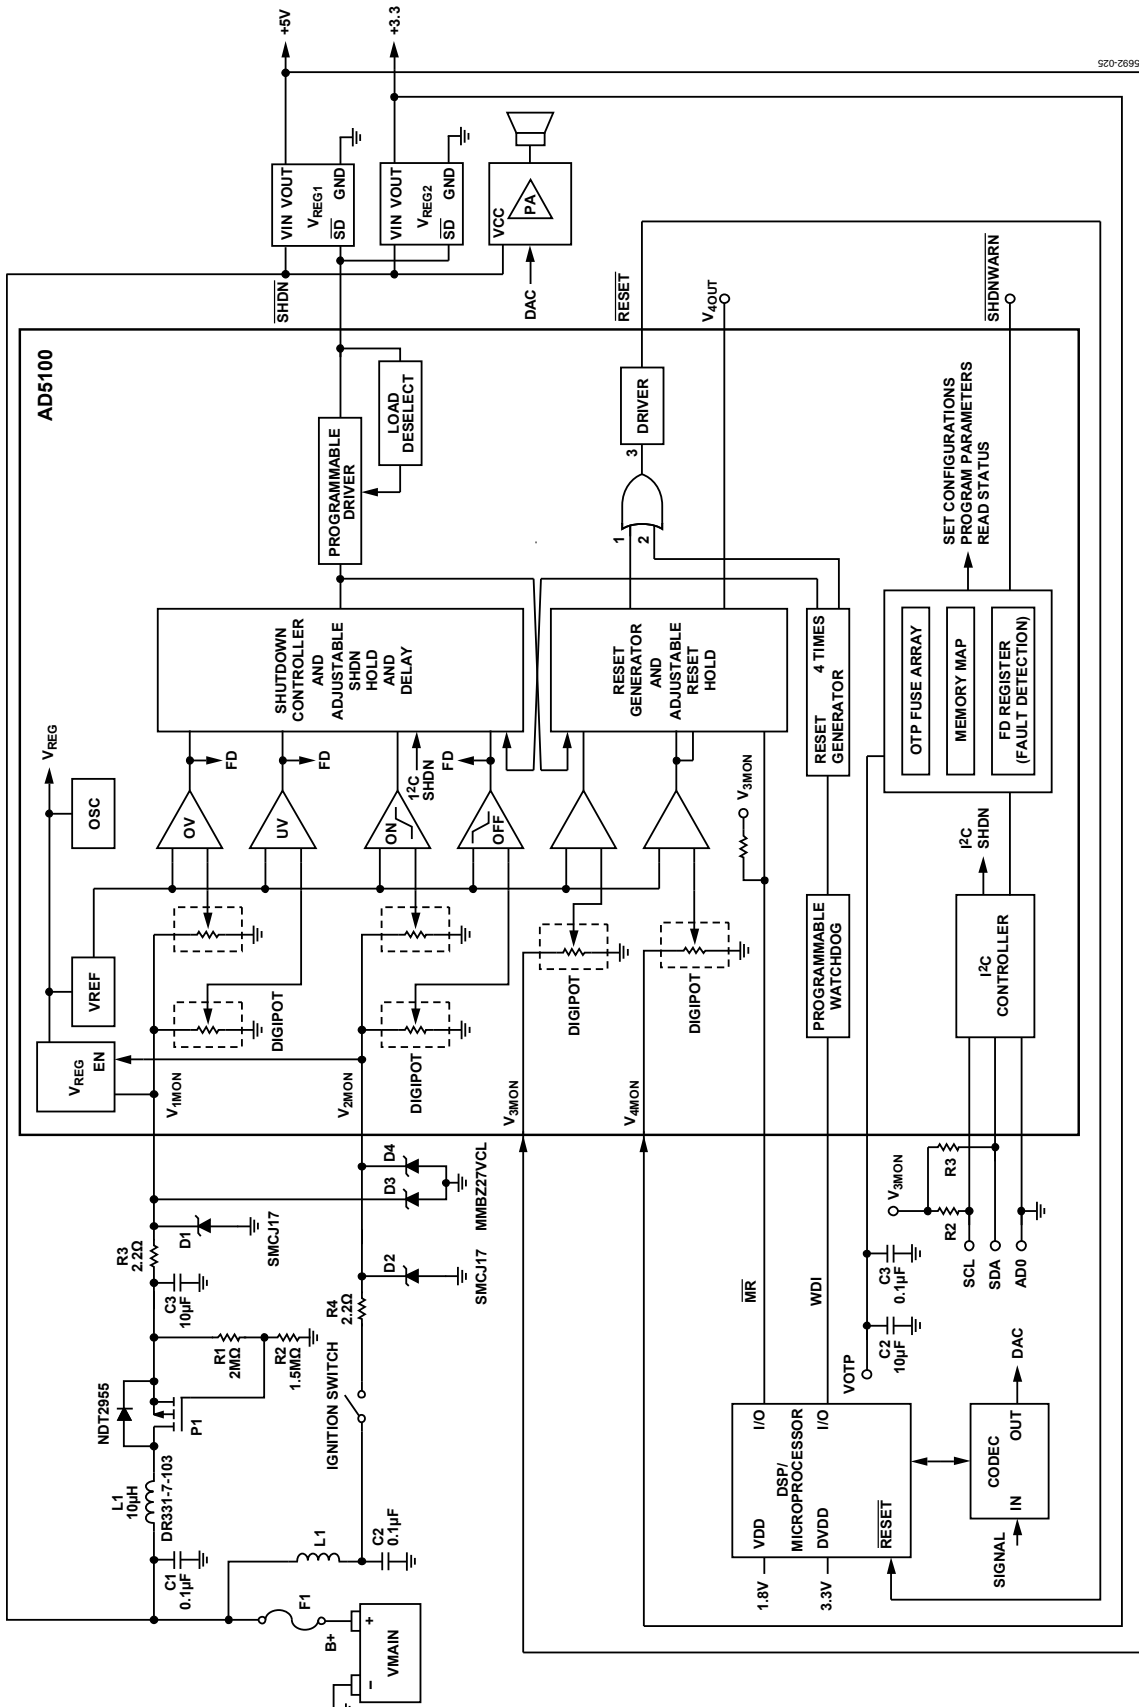 AD5100
VMAIN
–
+
B+
F1
C1
0.1µF
L1
10µH
DR331-7-103
NDT2955
P1
R1
2MΩ
R2
1.5MΩ
C3
10µF
R3
2.2Ω
D1
SMCJ17
L1
C2
0.1µF
IGNITION SWITCH
R4
2.2Ω
D2
SMCJ17
D3
D4
MMBZ27VCL
V1MON
V2MON
V3MON
V4MON
VREG
EN
VREF
OSC
VREG
DIGIPOT
DIGIPOT
DIGIPOT
DIGIPOT
OV
UV
ON
OFF
FD
FD
1²C
SHDN
FD
SHUTDOWN
CONTROLLER
AND
ADJUSTABLE
SHDN
HOLD
AND
DELAY
PROGRAMMABLE
DRIVER
LOAD
DESELECT
SHDN
VIN VOUT
VREG1
SD GND
+5V
VIN VOUT
VREG2
SD GND
+3.3
VCC
PA
DAC
RESET
GENERATOR
AND
ADJUSTABLE
RESET
HOLD
1
2
3
DRIVER
RESET
V4OUT
SHDNWARN
V3MON
MR
WDI
PROGRAMMABLE
WATCHDOG
RESET 4 TIMES
GENERATOR
OTP FUSE ARRAY
MEMORY MAP
FD REGISTER
(FAULT DETECTION)
SET CONFIGURATIONS
PROGRAM PARAMETERS
READ STATUS
I²C
CONTROLLER
I²C
SHDN
VOTP
C2
10µF
C3
0.1µF
V3MON
R2
R3
SCL
SDA
AD0
1.8V
3.3V
VDD
DSP/
MICROPROCESSOR
DVDD
RESET
I/O
I/O
SIGNAL
IN
CODEC
OUT
DAC